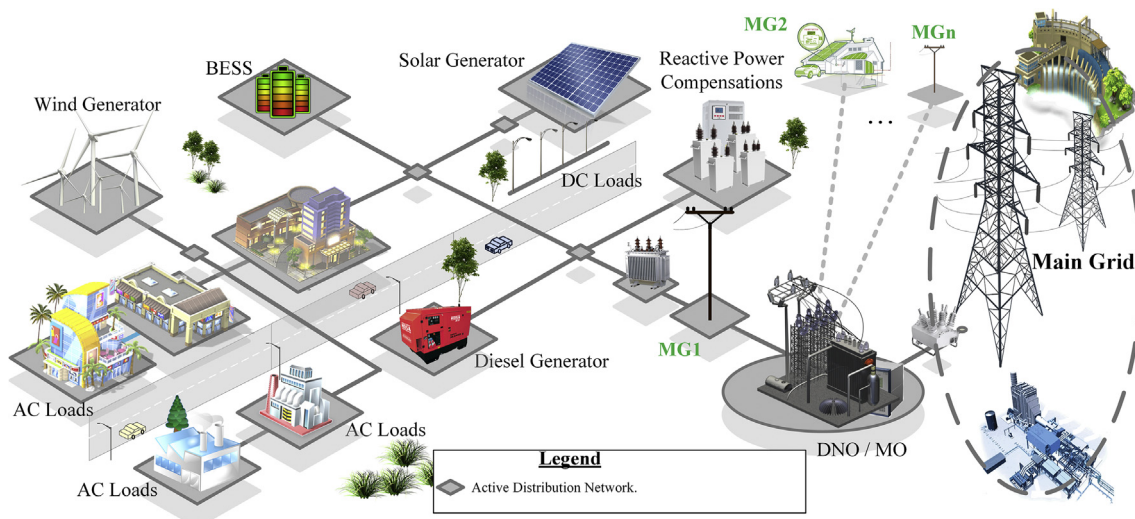 MG2
MGn
BESS
Solar Generator
Reactive Power
Compensations
Wind Generator
...
DC Loads
Main Grid
MG1
Diesel Generator
AC Loads
AC Loads
DNO / MO
AC Loads
Legend
Active Distribution Network.